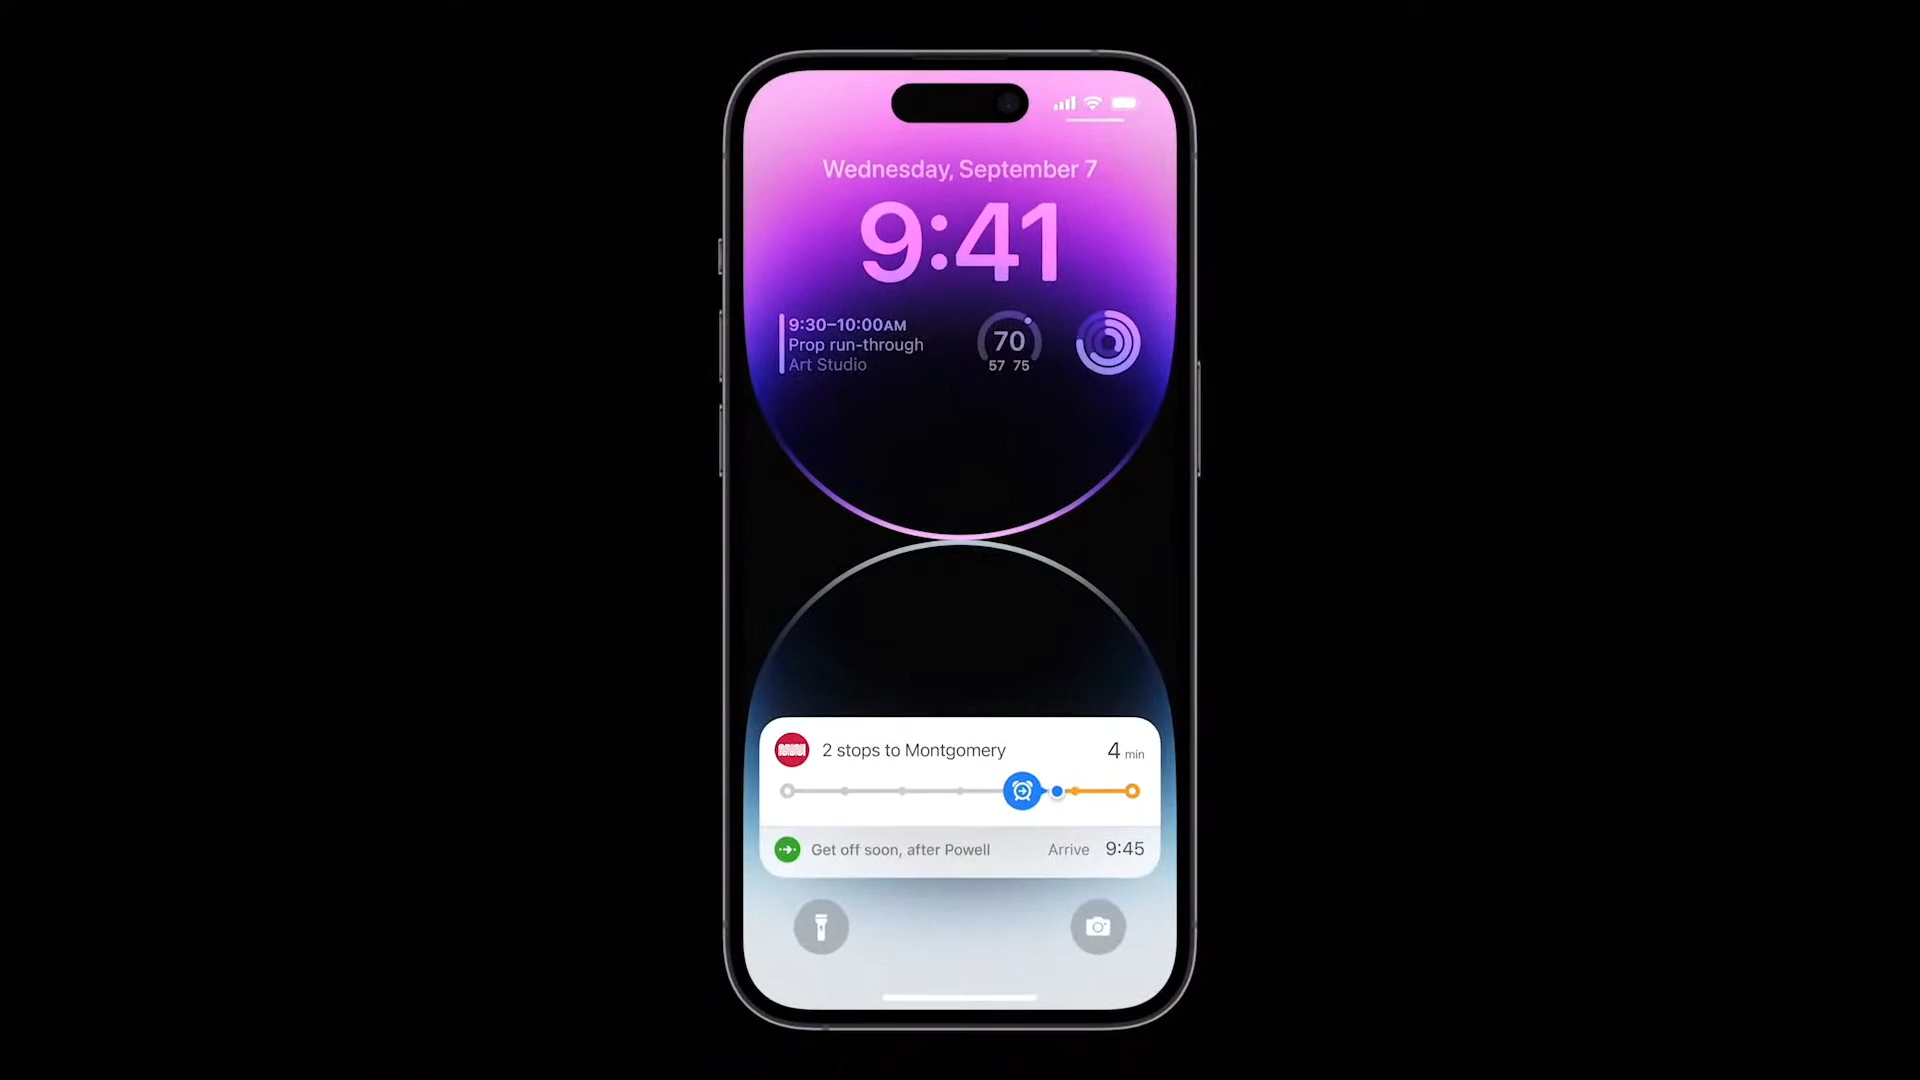 Wednesday, September 7
9:41
9:30–10:00AM
Prop run-through
Art Studio
70
57 75
2 stops to Montgomery
4 min
Get off soon, after Powell
Arrive 9:45